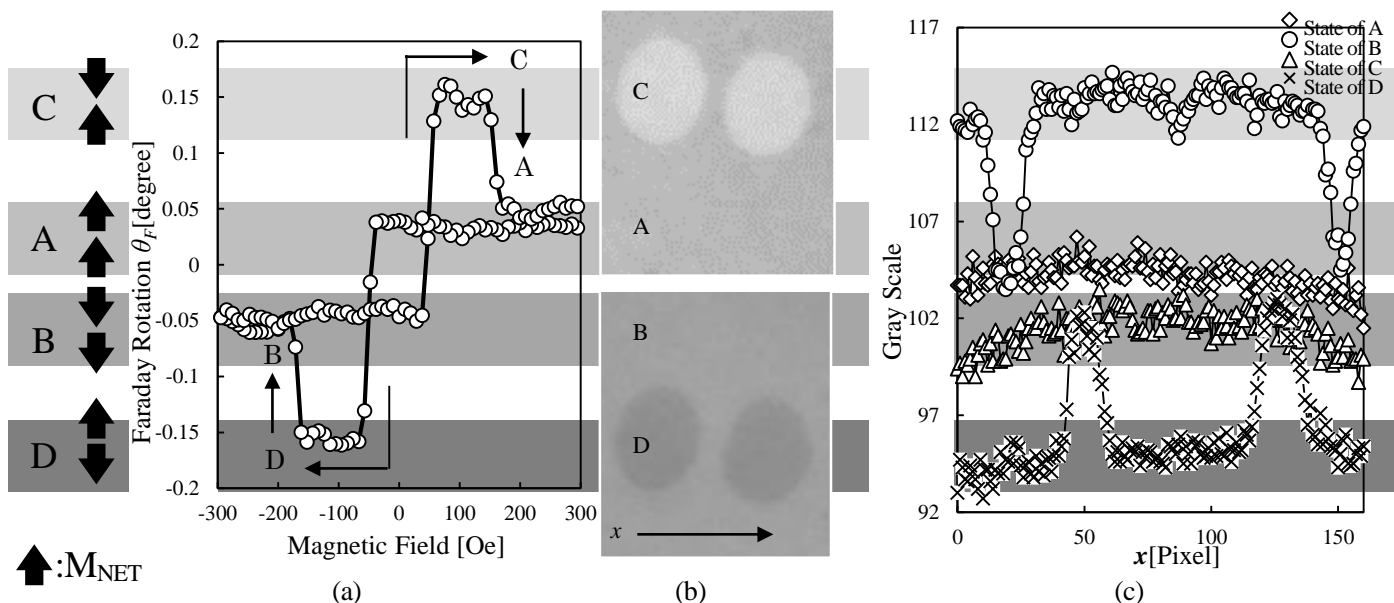 C
A
B
D
:M_NET
Faraday Rotation θ_F[degree]
0.2
0.15
0.1
0.05
0
-0.05
-0.1
-0.15
-0.2
C
A
B
D
-300 -200 -100 0 100 200 300
Magnetic Field [Oe]
(a)
C
A
B
D
x
(b)
Gray Scale
117
112
107
102
97
92
State of A
State of B
State of C
State of D
0 50 100 150
x[Pixel]
(c)